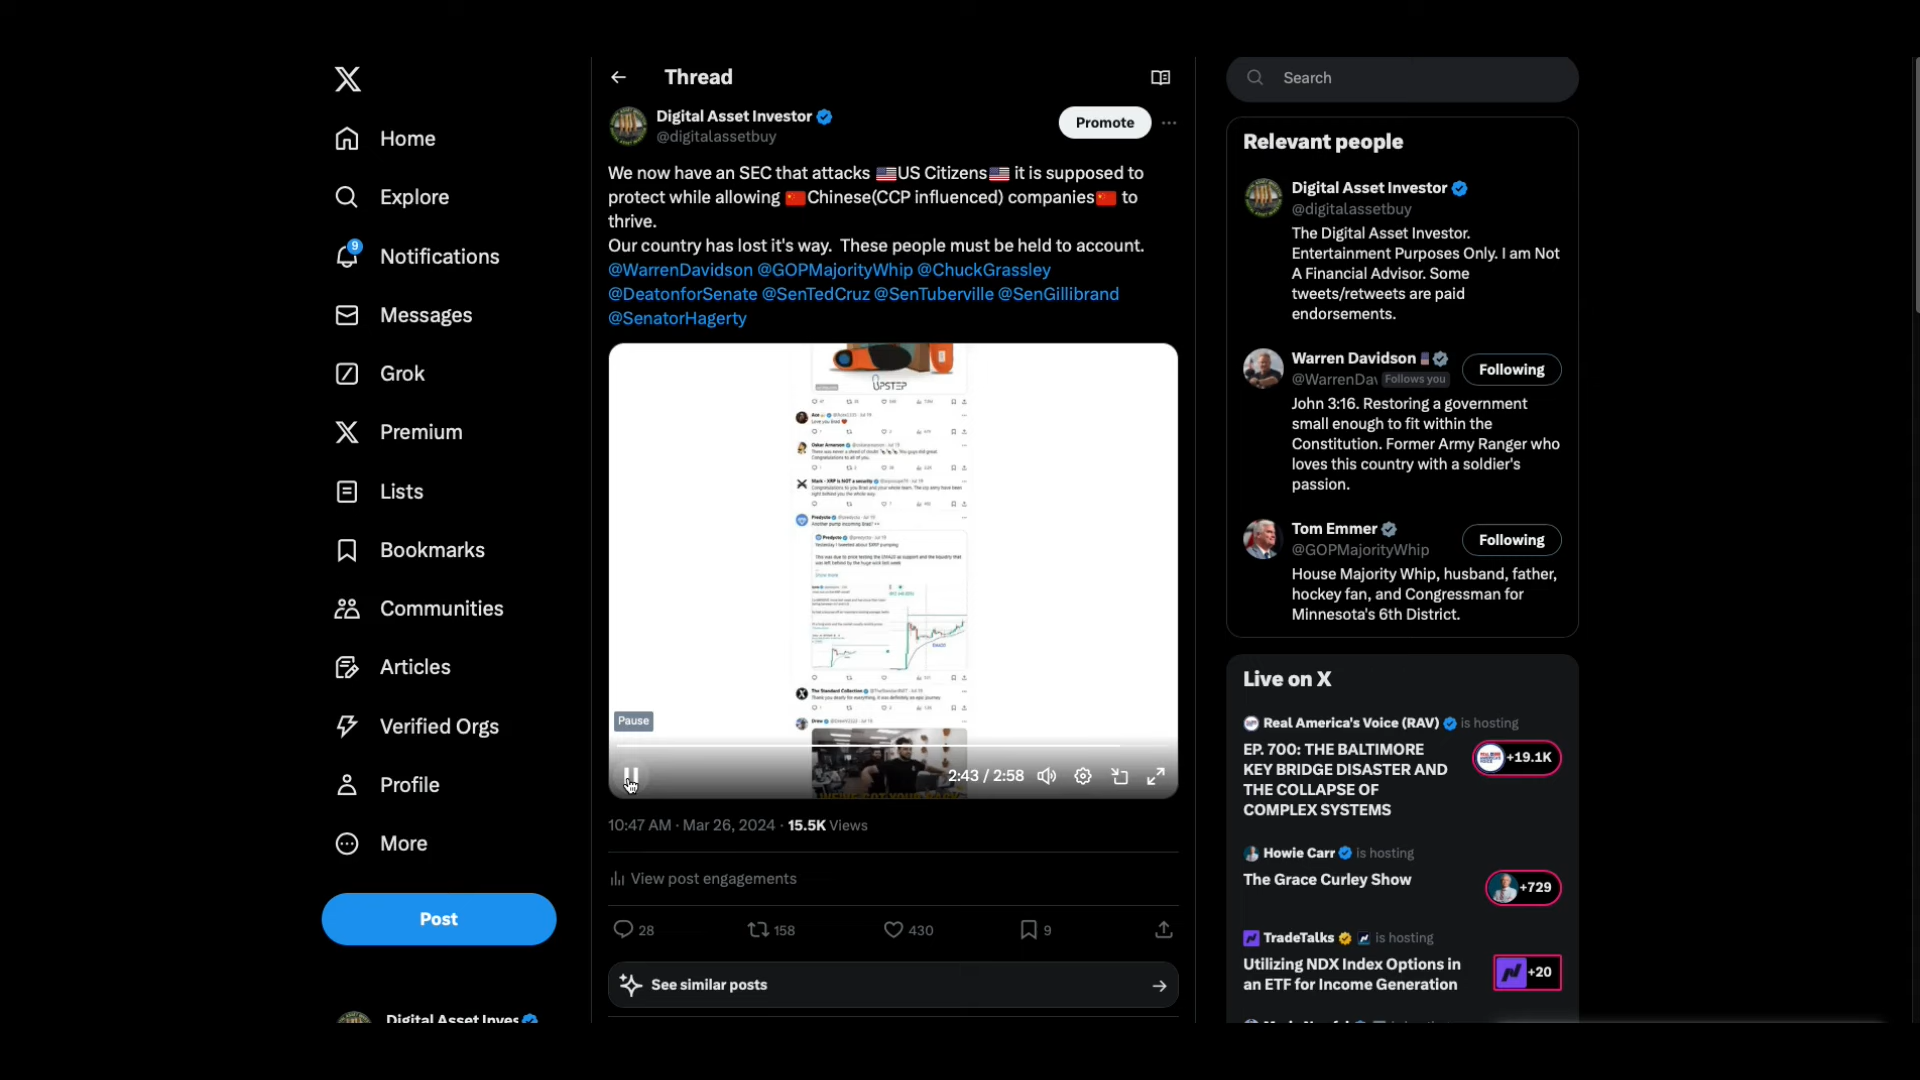 Home
Explore
9
Notifications
Messages
Grok
Premium
Lists
Bookmarks
Communities
Articles
Verified Orgs
Profile
More
Post
Thread
Digital Asset Investor
@digitalassetbuy
Promote
We now have an SEC that attacks 🇺🇸US Citizens🇺🇸 it is supposed to
protect while allowing 🇨🇳Chinese(CCP influenced) companies🇨🇳 to
thrive.
Our country has lost it's way.  These people must be held to account.
@WarrenDavidson @GOPMajorityWhip @ChuckGrassley
@DeatonforSenate @SenTedCruz @SenTuberville @SenGillibrand
@SenatorHagerty
UPSTEP
Pause
2:43 / 2:58
10:47 AM · Mar 26, 2024 · 15.5K Views
View post engagements
28
158
430
9
See similar posts
Search
Relevant people
Digital Asset Investor
@digitalassetbuy
The Digital Asset Investor.
Entertainment Purposes Only. I am Not
A Financial Advisor. Some
tweets/retweets are paid
endorsements.
Warren Davidson
Following
@WarrenDav Follows you
John 3:16. Restoring a government
small enough to fit within the
Constitution. Former Army Ranger who
loves this country with a soldier's
passion.
Tom Emmer
Following
@GOPMajorityWhip
House Majority Whip, husband, father,
hockey fan, and Congressman for
Minnesota's 6th District.
Live on X
Real America's Voice (RAV) is hosting
EP. 700: THE BALTIMORE
KEY BRIDGE DISASTER AND
THE COLLAPSE OF
COMPLEX SYSTEMS
+19.1K
Howie Carr is hosting
The Grace Curley Show
+729
TradeTalks is hosting
Utilizing NDX Index Options in
an ETF for Income Generation
+20